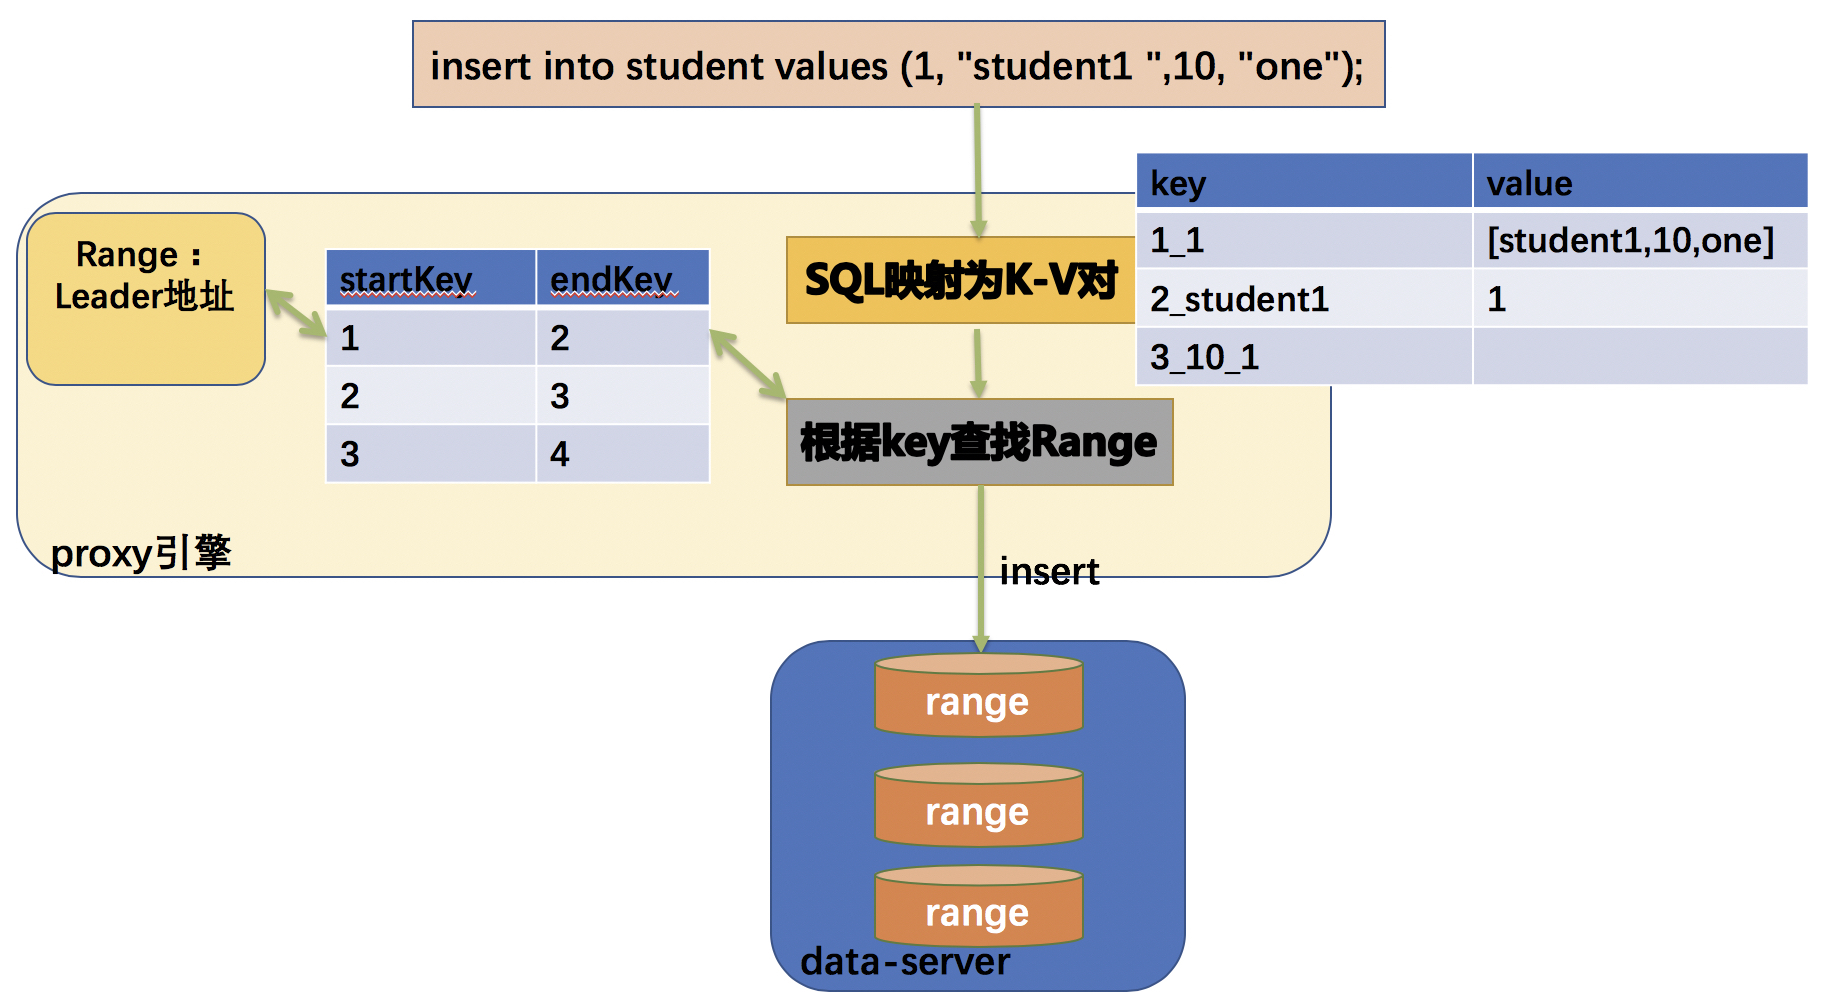 insert into student values (1, "student1 ",10, "one");
key value
1_1 [student1,10,one]
2_student1 1
3_10_1
Range：
Leader地址
startKey endKey
1 2
2 3
3 4
SQL映射为K-V对
根据key查找Range
proxy引擎
insert
range
range
range
data-server